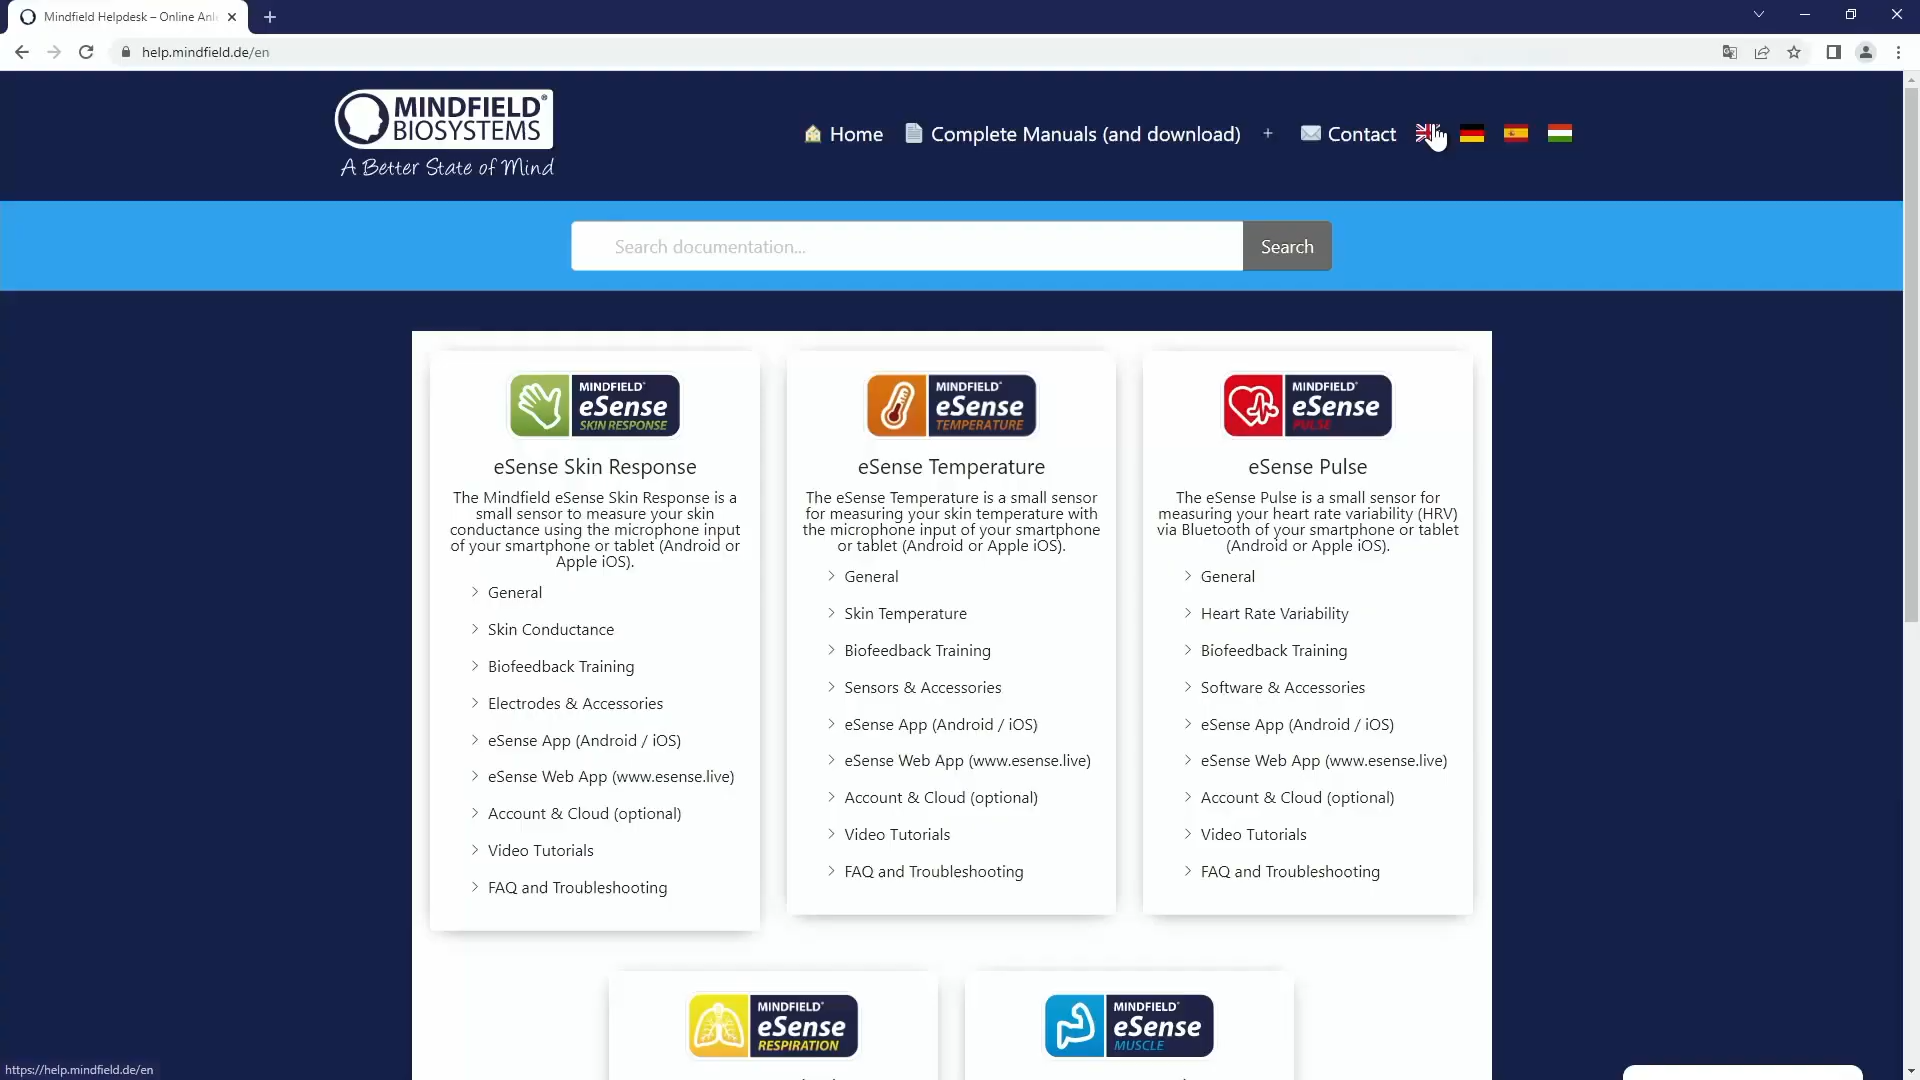 Mindfield Helpdesk – Online Anl
help.mindfield.de/en
MINDFIELD®
BIOSYSTEMS
A Better State of Mind
Home
Complete Manuals (and download)
+
Contact
Search documentation...
Search
MINDFIELD®
eSense
SKIN RESPONSE
eSense Skin Response
The Mindfield eSense Skin Response is a
small sensor to measure your skin
conductance using the microphone input
of your smartphone or tablet (Android or
Apple iOS).
General
Skin Conductance
Biofeedback Training
Electrodes & Accessories
eSense App (Android / iOS)
eSense Web App (www.esense.live)
Account & Cloud (optional)
Video Tutorials
FAQ and Troubleshooting
MINDFIELD®
eSense
TEMPERATURE
eSense Temperature
The eSense Temperature is a small sensor
for measuring your skin temperature with
the microphone input of your smartphone
or tablet (Android or Apple iOS).
General
Skin Temperature
Biofeedback Training
Sensors & Accessories
eSense App (Android / iOS)
eSense Web App (www.esense.live)
Account & Cloud (optional)
Video Tutorials
FAQ and Troubleshooting
MINDFIELD®
eSense
PULSE
eSense Pulse
The eSense Pulse is a small sensor for
measuring your heart rate variability (HRV)
via Bluetooth of your smartphone or tablet
(Android or Apple iOS).
General
Heart Rate Variability
Biofeedback Training
Software & Accessories
eSense App (Android / iOS)
eSense Web App (www.esense.live)
Account & Cloud (optional)
Video Tutorials
FAQ and Troubleshooting
MINDFIELD®
eSense
RESPIRATION
MINDFIELD®
eSense
MUSCLE
https://help.mindfield.de/en